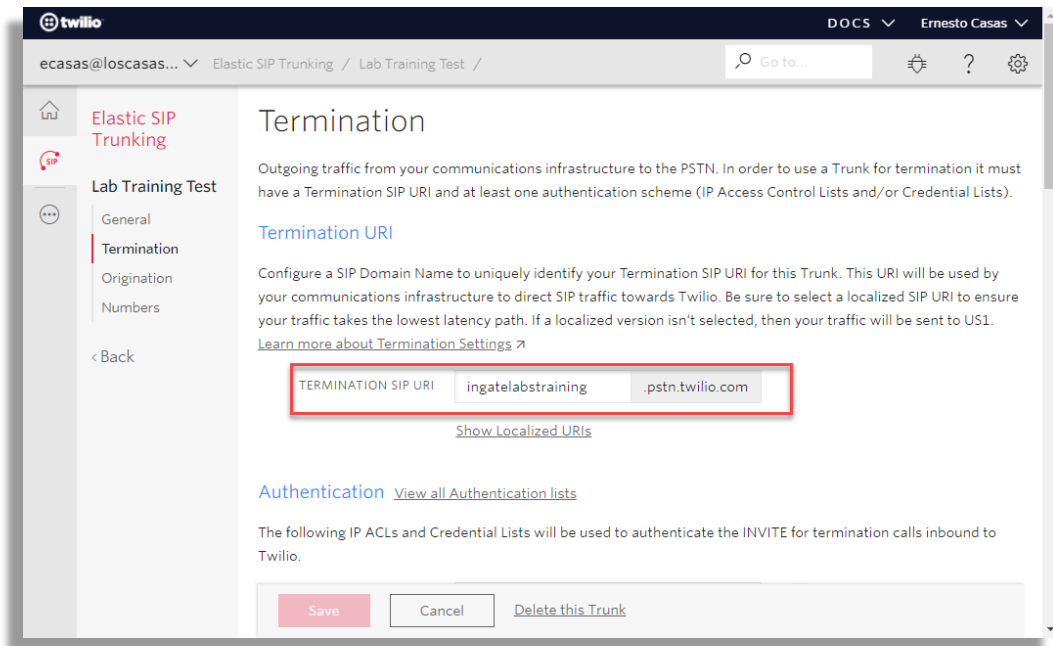 twilio
DOCS
Ernesto Casas
ecasas@loscasas...
Elastic SIP Trunking / Lab Training Test /
Go to...
SIP
Elastic SIP
Trunking
Lab Training Test
General
Termination
Origination
Numbers
‹ Back
Termination
Outgoing traffic from your communications infrastructure to the PSTN. In order to use a Trunk for termination it must
have a Termination SIP URI and at least one authentication scheme (IP Access Control Lists and/or Credential Lists).
Termination URI
Configure a SIP Domain Name to uniquely identify your Termination SIP URI for this Trunk. This URI will be used by
your communications infrastructure to direct SIP traffic towards Twilio. Be sure to select a localized SIP URI to ensure
your traffic takes the lowest latency path. If a localized version isn't selected, then your traffic will be sent to US1.
Learn more about Termination Settings
TERMINATION SIP URI ingatelabstraining .pstn.twilio.com
Show Localized URIs
Authentication View all Authentication lists
The following IP ACLs and Credential Lists will be used to authenticate the INVITE for termination calls inbound to
Twilio.
Save Cancel Delete this Trunk